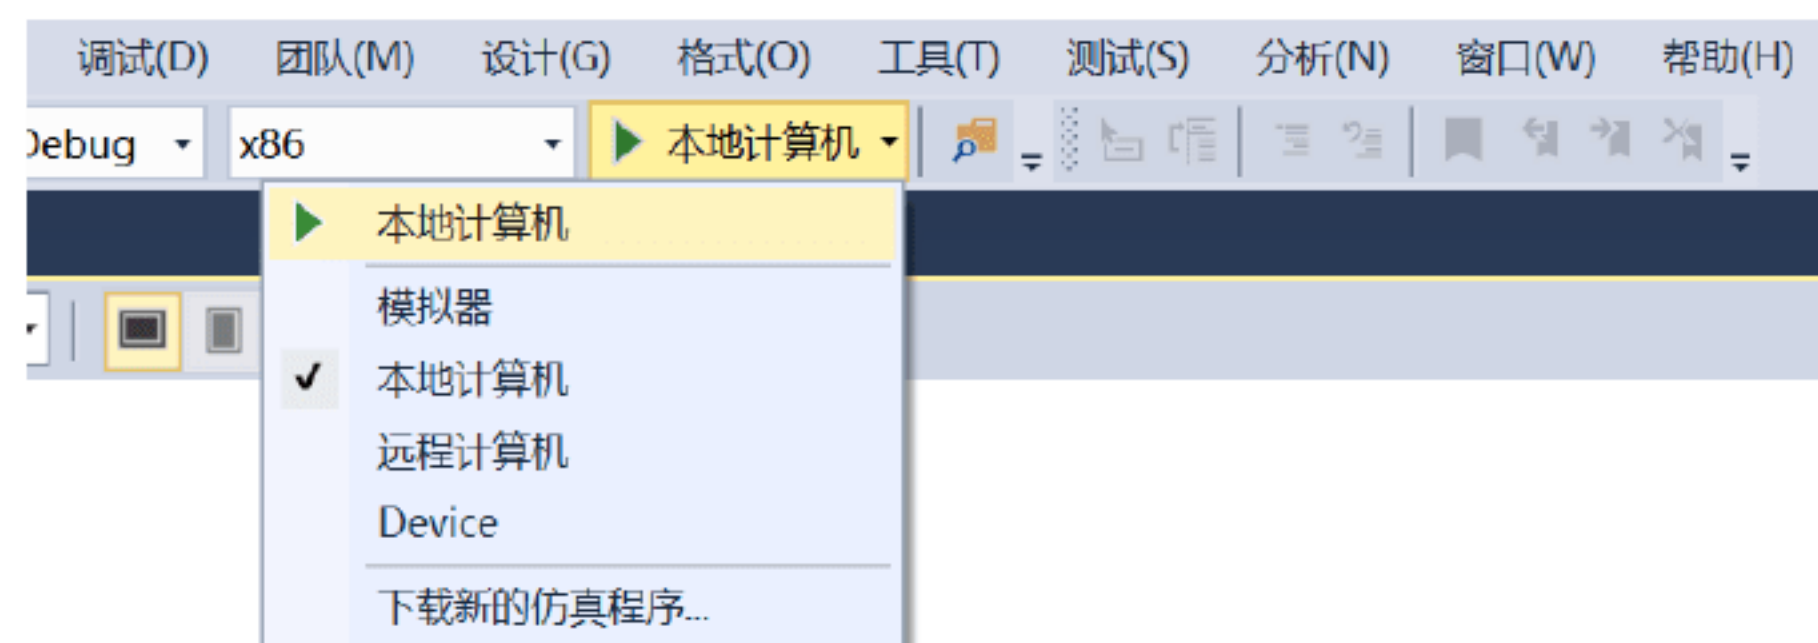 调试(D) 团队(M) 设计(G) 格式(O) 工具(T) 测试(S) 分析(N) 窗口(W) 帮助(H)
Debug x86 本地计算机
本地计算机
模拟器
本地计算机
远程计算机
Device
下载新的仿真程序...